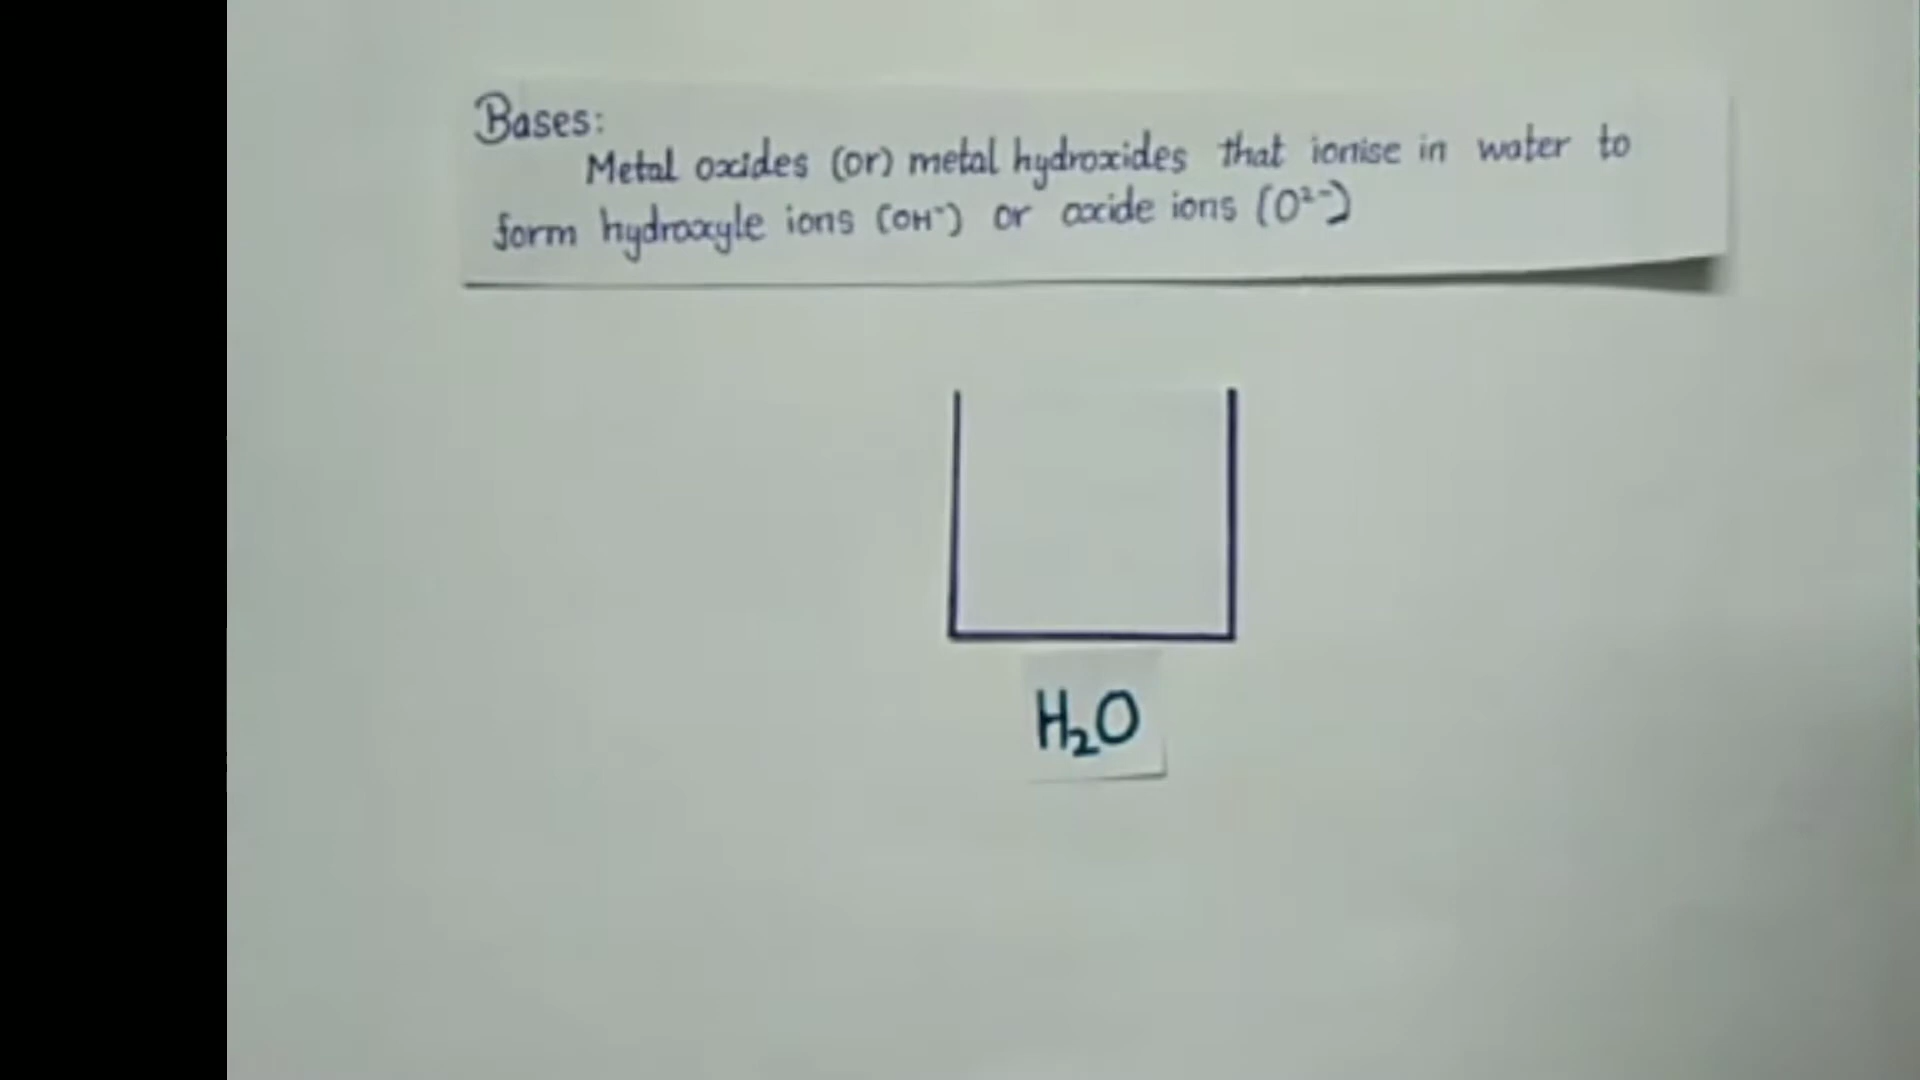 Bases:
Metal oxides (or) metal hydroxides that ionise in water to
form hydroxyle ions (OH⁻) or oxide ions (O²⁻)
H₂O